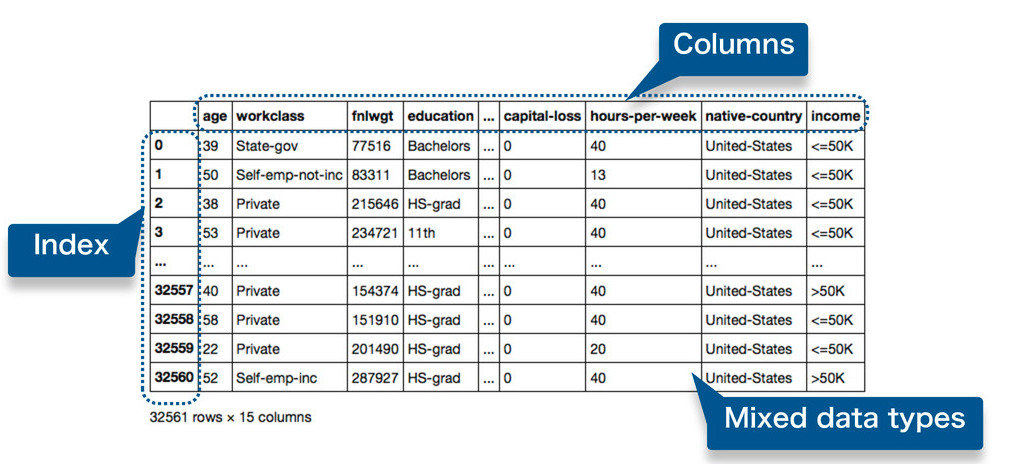 Columns
age workclass fnlwgt education ... capital-loss hours-per-week native-country income
0 39 State-gov 77516 Bachelors ... 0 40 United-States <=50K
1 50 Self-emp-not-inc 83311 Bachelors ... 0 13 United-States <=50K
2 38 Private 215646 HS-grad ... 0 40 United-States <=50K
3 53 Private 234721 11th ... 0 40 United-States <=50K
Index
... ... ... ... ... ... ... ... ... ...
32557 40 Private 154374 HS-grad ... 0 40 United-States >50K
32558 58 Private 151910 HS-grad ... 0 40 United-States <=50K
32559 22 Private 201490 HS-grad ... 0 20 United-States <=50K
32560 52 Self-emp-inc 287927 HS-grad ... 0 40 United-States >50K
32561 rows × 15 columns
Mixed data types